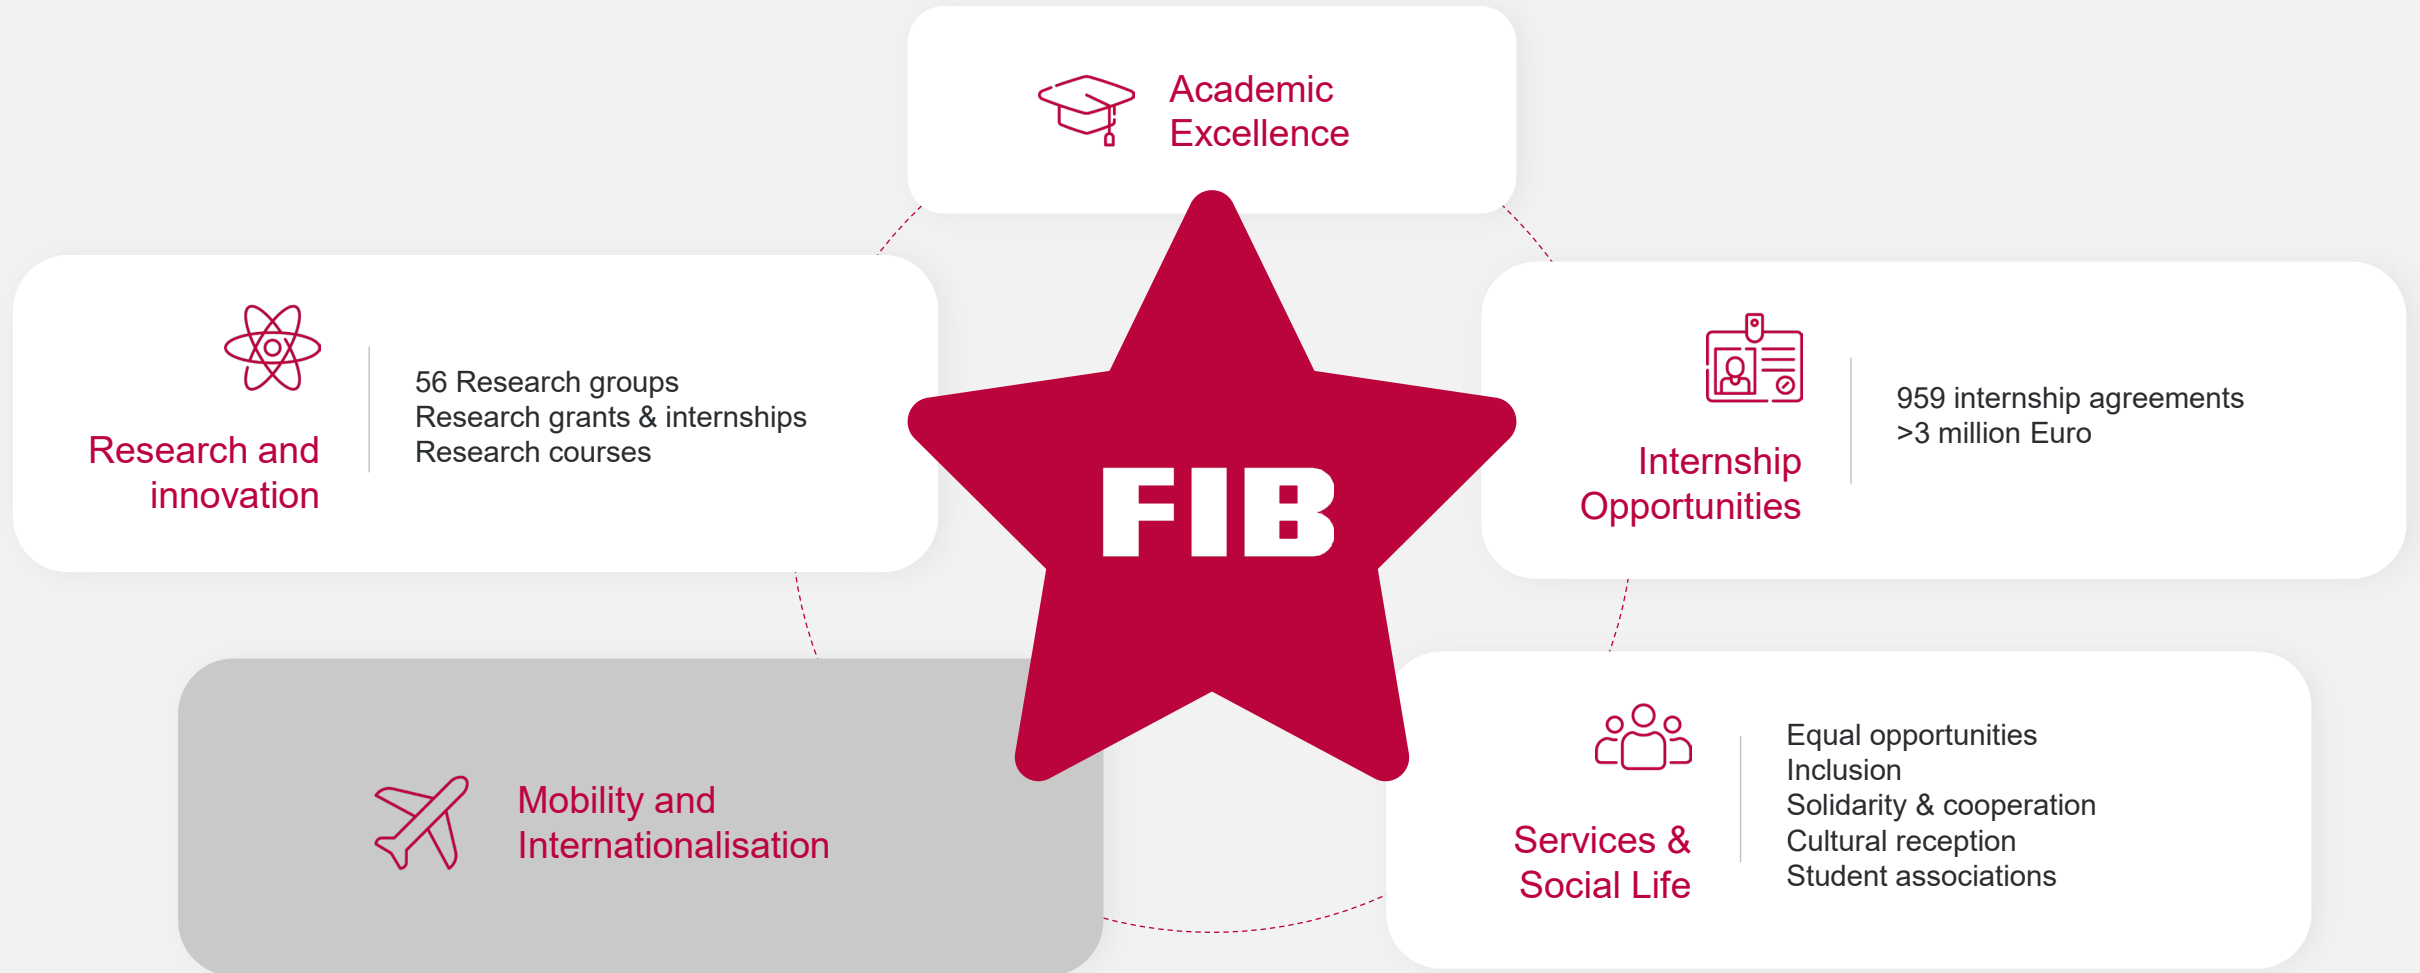 Academic
Excellence
Research and
innovation
56 Research groups
Research grants & internships
Research courses
FIB
Internship
Opportunities
959 internship agreements
>3 million Euro
Mobility and
Internationalisation
Services &
Social Life
Equal opportunities
Inclusion
Solidarity & cooperation
Cultural reception
Student associations